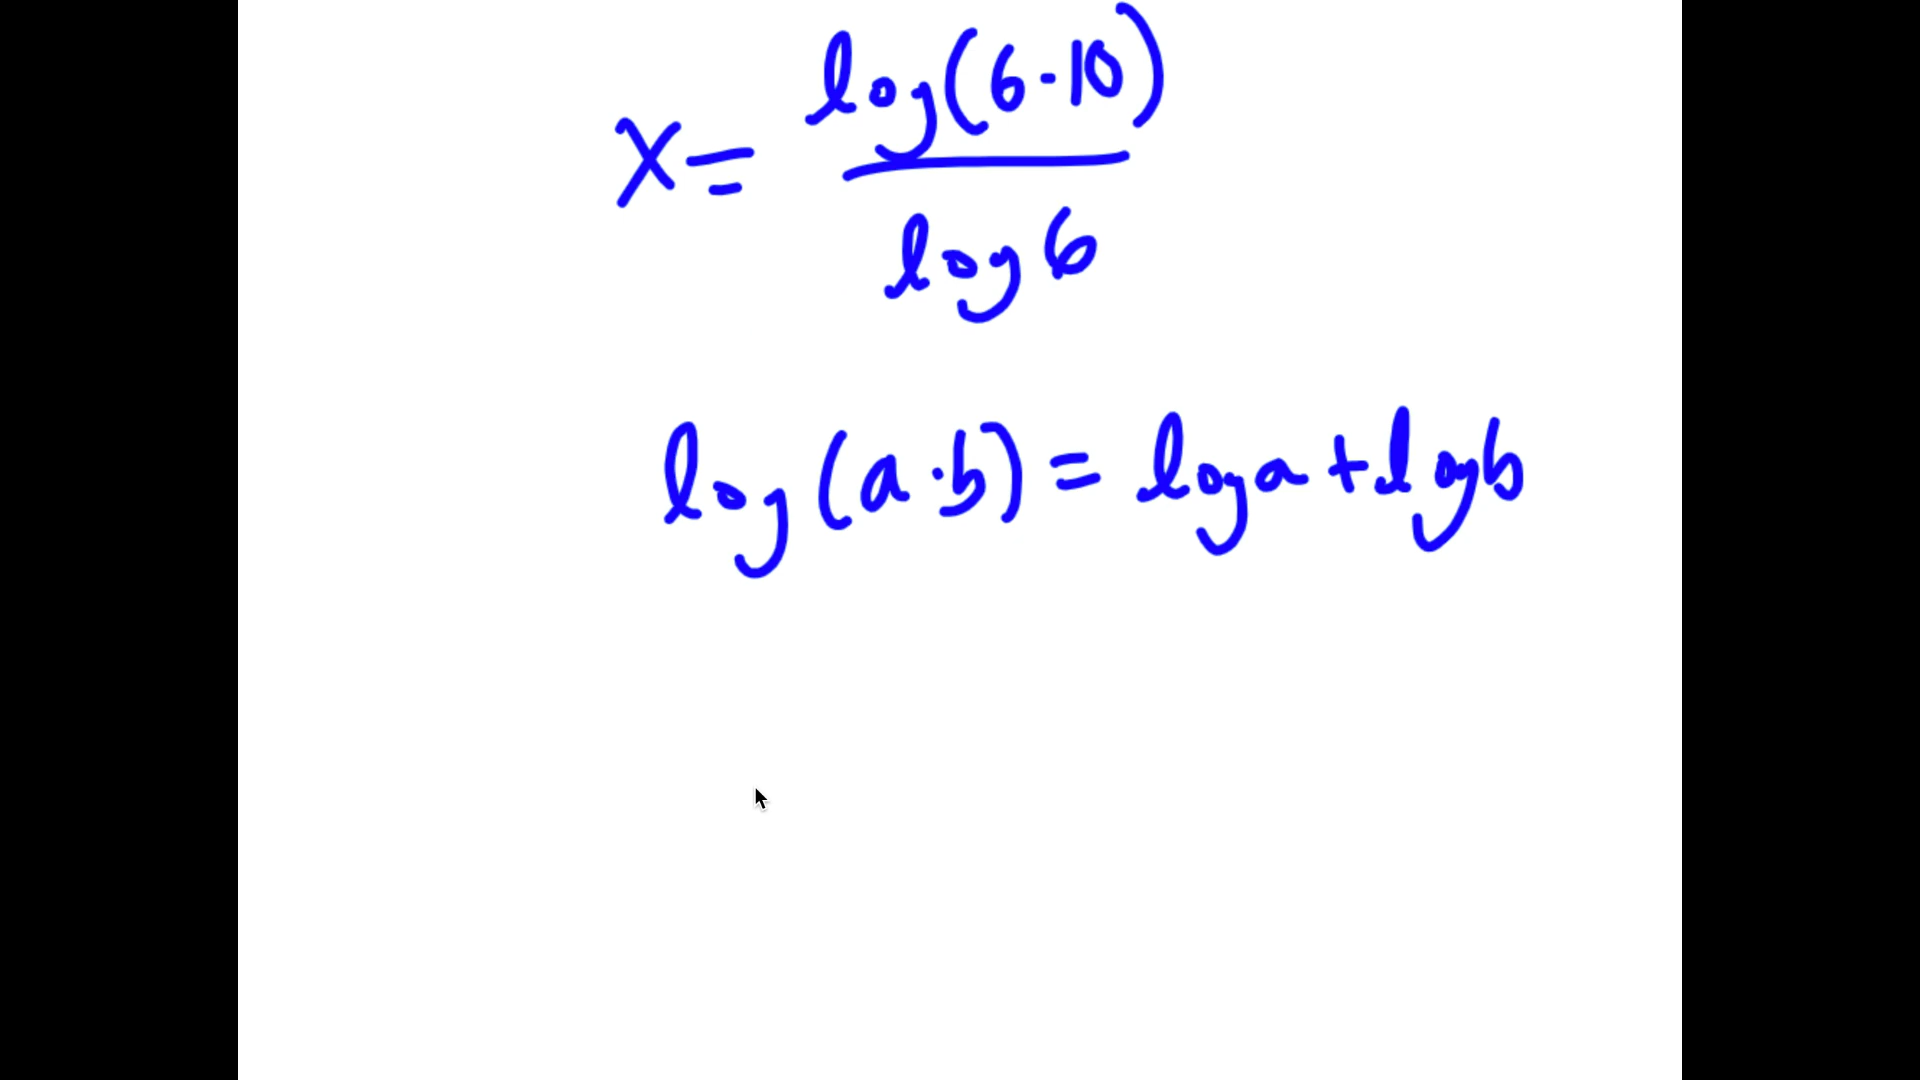 x = log(6·10) / log 6
log(a·b) = log a + log b